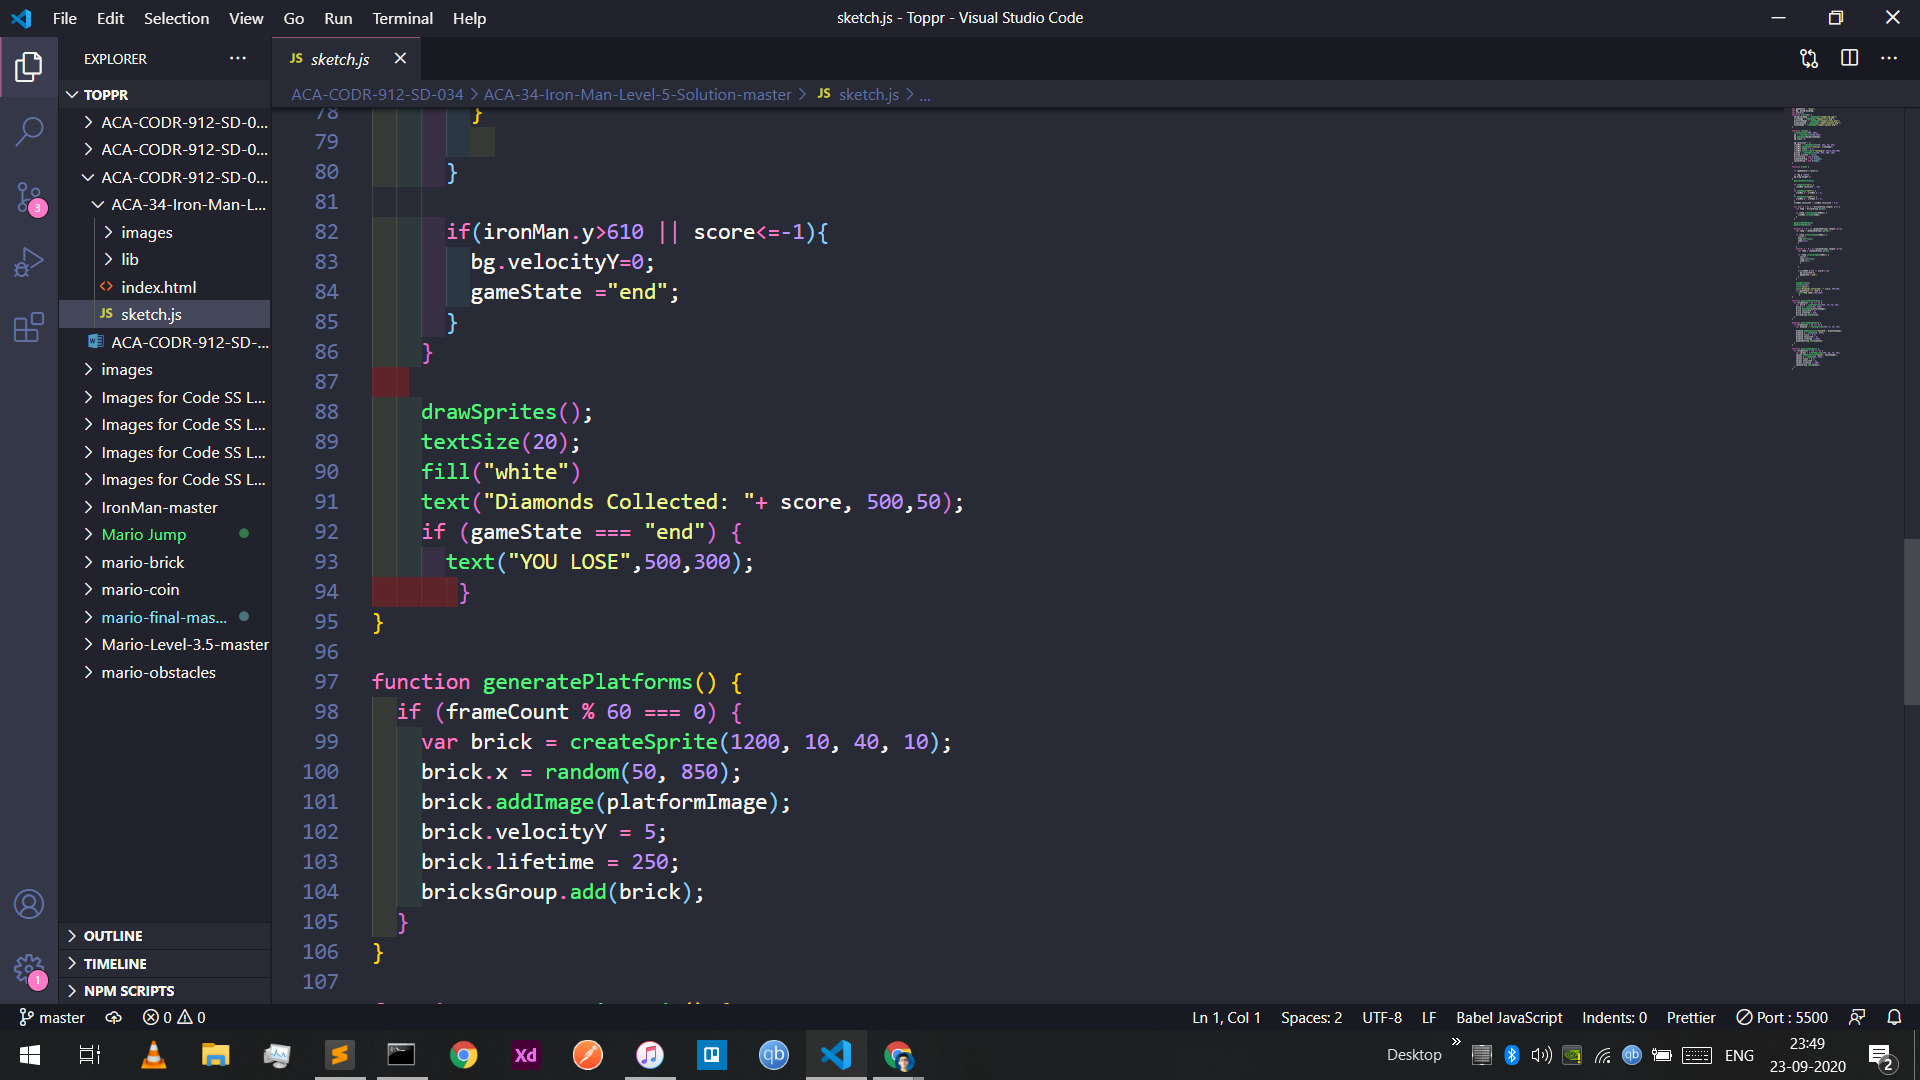 File Edit Selection View Go Run Terminal Help
sketch.js - Toppr - Visual Studio Code
EXPLORER ···
JS sketch.js
TOPPR
ACA-CODR-912-SD-034 > ACA-34-Iron-Man-Level-5-Solution-master > JS sketch.js > ...
ACA-CODR-912-SD-0...
ACA-CODR-912-SD-0...
ACA-CODR-912-SD-0...
ACA-34-Iron-Man-L...
images
lib
index.html
JS sketch.js
ACA-CODR-912-SD-...
images
Images for Code SS L...
Images for Code SS L...
Images for Code SS L...
Images for Code SS L...
IronMan-master
Mario Jump
mario-brick
mario-coin
mario-final-mas...
Mario-Level-3.5-master
mario-obstacles
OUTLINE
TIMELINE
NPM SCRIPTS
3
1
78 }
79
80 }
81
82 if(ironMan.y>610 || score<=-1){
83 bg.velocityY=0;
84 gameState ="end";
85 }
86 }
87
88 drawSprites();
89 textSize(20);
90 fill("white")
91 text("Diamonds Collected: "+ score, 500,50);
92 if (gameState === "end") {
93 text("YOU LOSE",500,300);
94 }
95 }
96
97 function generatePlatforms() {
98 if (frameCount % 60 === 0) {
99 var brick = createSprite(1200, 10, 40, 10);
100 brick.x = random(50, 850);
101 brick.addImage(platformImage);
102 brick.velocityY = 5;
103 brick.lifetime = 250;
104 bricksGroup.add(brick);
105 }
106 }
107
master 0 0
Ln 1, Col 1 Spaces: 2 UTF-8 LF Babel JavaScript Indents: 0 Prettier Port : 5500
Xd qb
Desktop » qb ENG
23:49
23-09-2020
2